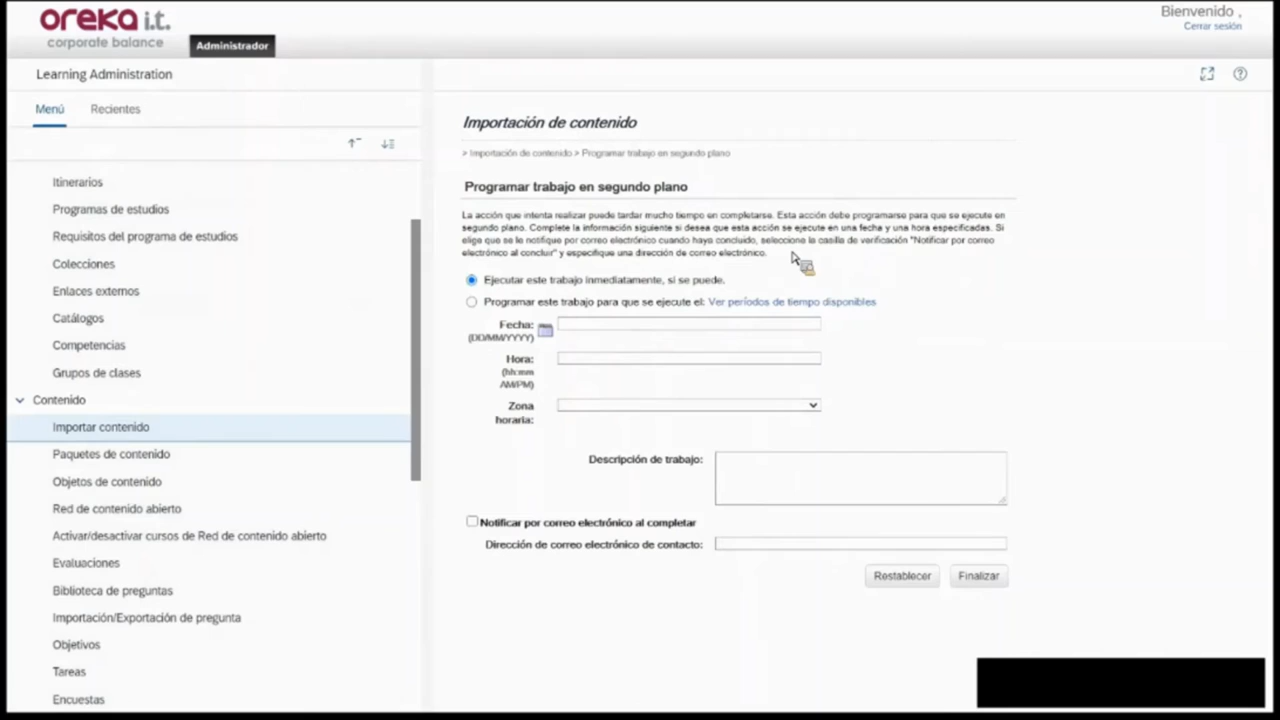 oreka i.t.
corporate balance
Administrador
Bienvenido ,
Cerrar sesión
Learning Administration
Menú
Recientes
Itinerarios
Programas de estudios
Requisitos del programa de estudios
Colecciones
Enlaces externos
Catálogos
Competencias
Grupos de clases
Contenido
Importar contenido
Paquetes de contenido
Objetos de contenido
Red de contenido abierto
Activar/desactivar cursos de Red de contenido abierto
Evaluaciones
Biblioteca de preguntas
Importación/Exportación de pregunta
Objetivos
Tareas
Encuestas
Importación de contenido
> Importación de contenido > Programar trabajo en segundo plano
Programar trabajo en segundo plano
La acción que intenta realizar puede tardar mucho tiempo en completarse. Esta acción debe programarse para que se ejecute en
segundo plano. Complete la información siguiente si desea que esta acción se ejecute en una fecha y una hora especificadas. Si
elige que se le notifique por correo electrónico cuando haya concluido, seleccione la casilla de verificación "Notificar por correo
electrónico al concluir" y especifique una dirección de correo electrónico.
Ejecutar este trabajo inmediatamente, si se puede.
Programar este trabajo para que se ejecute el: Ver períodos de tiempo disponibles
Fecha:
(DD/MM/YYYY)
Hora:
(hh:mm
AM/PM)
Zona
horaria:
Descripción de trabajo:
Notificar por correo electrónico al completar
Dirección de correo electrónico de contacto:
Restablecer
Finalizar